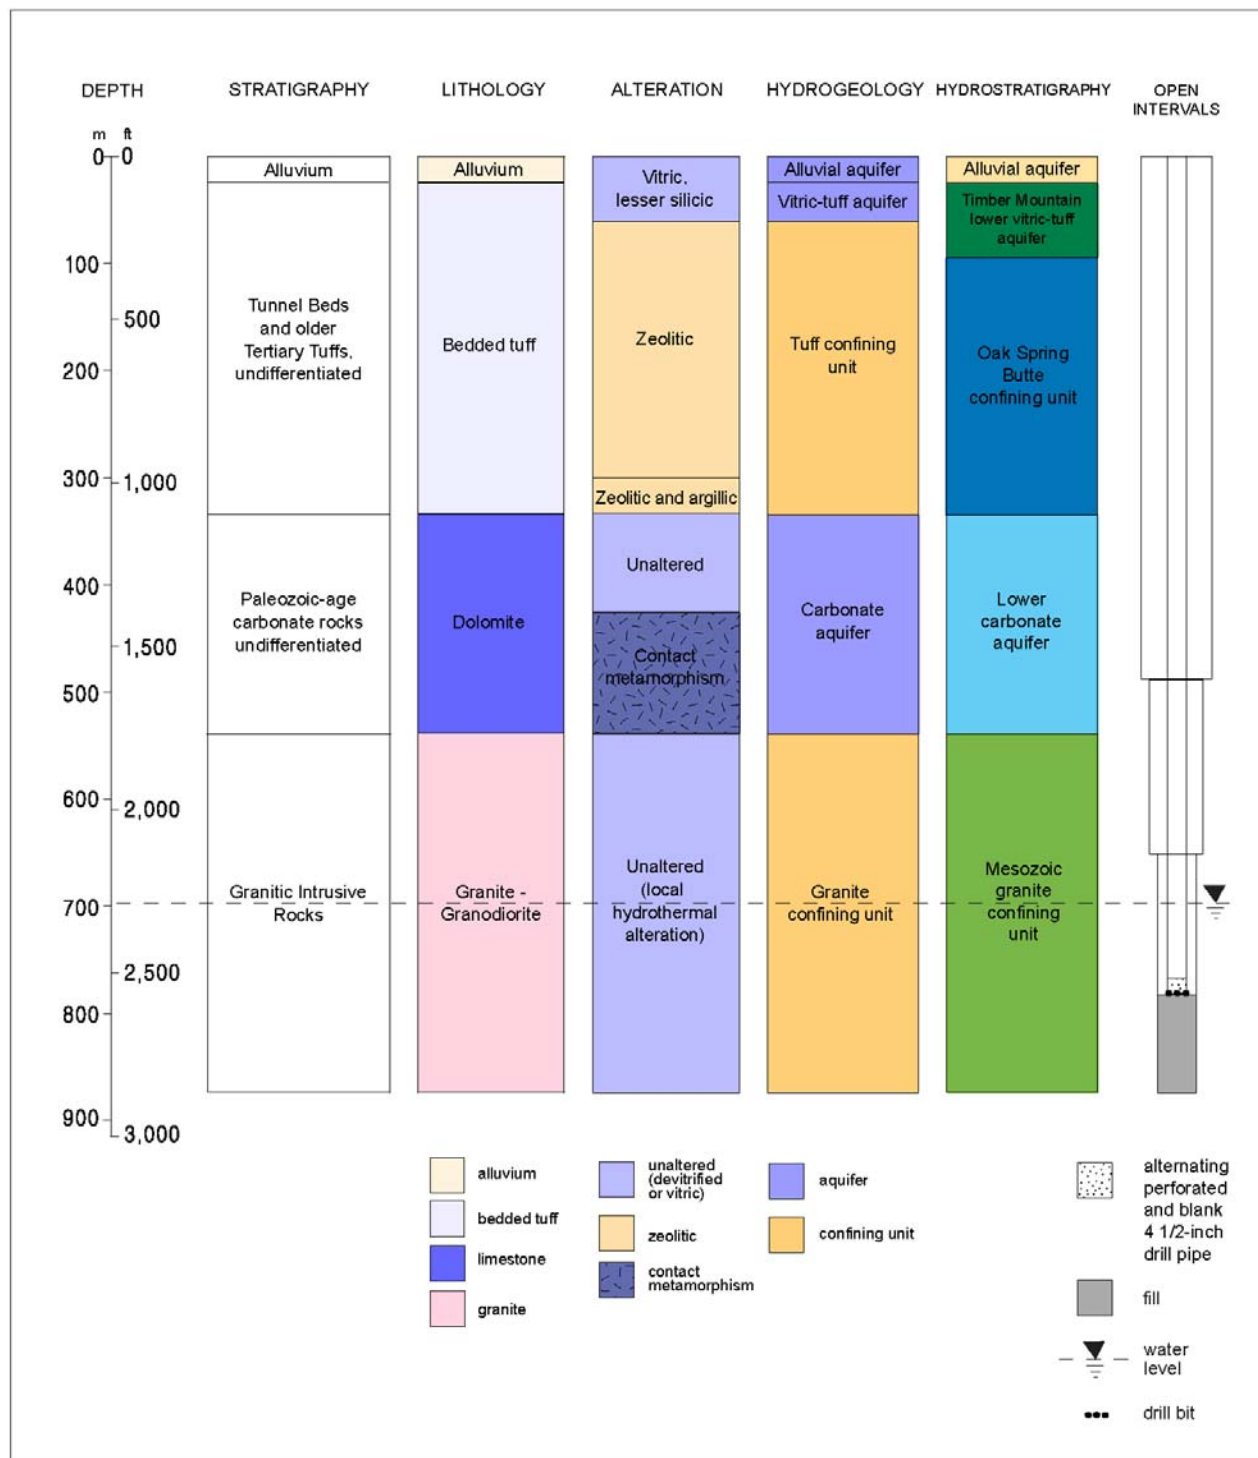 DEPTH
STRATIGRAPHY
LITHOLOGY
ALTERATION
HYDROGEOLOGY
HYDROSTRATIGRAPHY
OPEN
INTERVALS
m ft
0 0
100
500
200
300
1,000
400
1,500
500
600
2,000
700
2,500
800
900
3,000
Alluvium
Tunnel Beds
and older
Tertiary Tuffs,
undifferentiated
Paleozoic-age
carbonate rocks
undifferentiated
Granitic Intrusive
Rocks
Alluvium
Bedded tuff
Dolomite
Granite -
Granodiorite
Vitric,
lesser silicic
Zeolitic
Zeolitic and argillic
Unaltered
Contact
metamorphism
Unaltered
(local
hydrothermal
alteration)
Alluvial aquifer
Vitric-tuff aquifer
Tuff confining
unit
Carbonate
aquifer
Granite
confining unit
Alluvial aquifer
Timber Mountain
lower vitric-tuff
aquifer
Oak Spring
Butte
confining unit
Lower
carbonate
aquifer
Mesozoic
granite
confining
unit
alluvium
bedded tuff
limestone
granite
unaltered
(devitrified
or vitric)
zeolitic
contact
metamorphism
aquifer
confining unit
alternating
perforated
and blank
4 1/2-inch
drill pipe
fill
water
level
drill bit